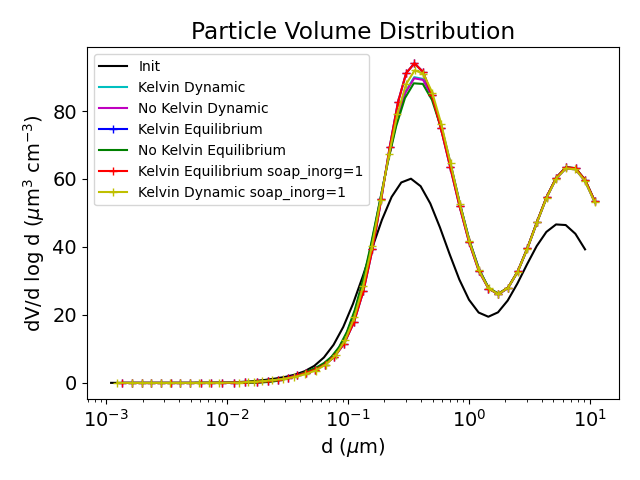 Particle Volume Distribution
Init
Kelvin Dynamic
No Kelvin Dynamic
Kelvin Equilibrium
No Kelvin Equilibrium
Kelvin Equilibrium soap_inorg=1
Kelvin Dynamic soap_inorg=1
dV/d log d (μm³ cm⁻³)
80
60
40
20
0
10⁻³ 10⁻² 10⁻¹ 10⁰ 10¹
d (μm)